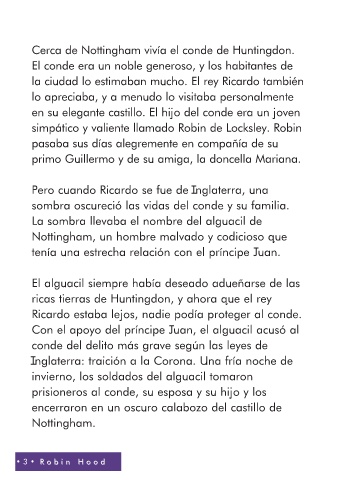 Cerca de Nottingham vivía el conde de Huntingdon.
El conde era un noble generoso, y los habitantes de
la ciudad lo estimaban mucho. El rey Ricardo también
lo apreciaba, y a menudo lo visitaba personalmente
en su elegante castillo. El hijo del conde era un joven
simpático y valiente llamado Robin de Locksley. Robin
pasaba sus días alegremente en compañía de su
primo Guillermo y de su amiga, la doncella Mariana.

Pero cuando Ricardo se fue de Inglaterra, una
sombra oscureció las vidas del conde y su familia.
La sombra llevaba el nombre del alguacil de
Nottingham, un hombre malvado y codicioso que
tenía una estrecha relación con el príncipe Juan.

El alguacil siempre había deseado adueñarse de las
ricas tierras de Huntingdon, y ahora que el rey
Ricardo estaba lejos, nadie podía proteger al conde.
Con el apoyo del príncipe Juan, el alguacil acusó al
conde del delito más grave según las leyes de
Inglaterra: traición a la Corona. Una fría noche de
invierno, los soldados del alguacil tomaron
prisioneros al conde, su esposa y su hijo y los
encerraron en un oscuro calabozo del castillo de
Nottingham.

• 3 • Robin Hood